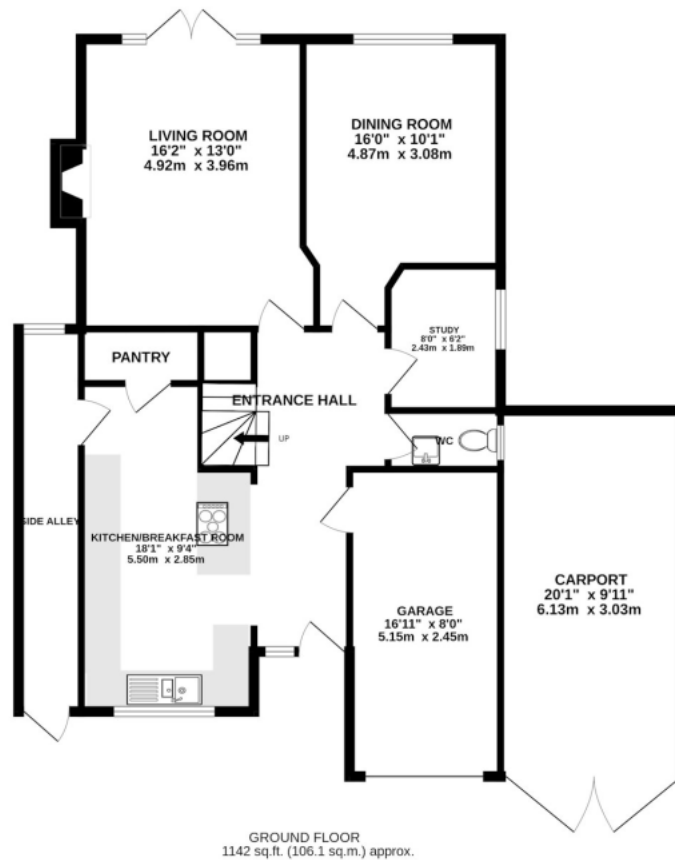 LIVING ROOM
16'2" x 13'0"
4.92m x 3.96m
DINING ROOM
16'0" x 10'1"
4.87m x 3.08m
STUDY
8'0" x 6'2"
2.43m x 1.89m
PANTRY
ENTRANCE HALL
UP
WC
SIDE ALLEY
KITCHEN/BREAKFAST ROOM
18'1" x 9'4"
5.50m x 2.85m
GARAGE
16'11" x 8'0"
5.15m x 2.45m
CARPORT
20'1" x 9'11"
6.13m x 3.03m
GROUND FLOOR
1142 sq.ft. (106.1 sq.m.) approx.